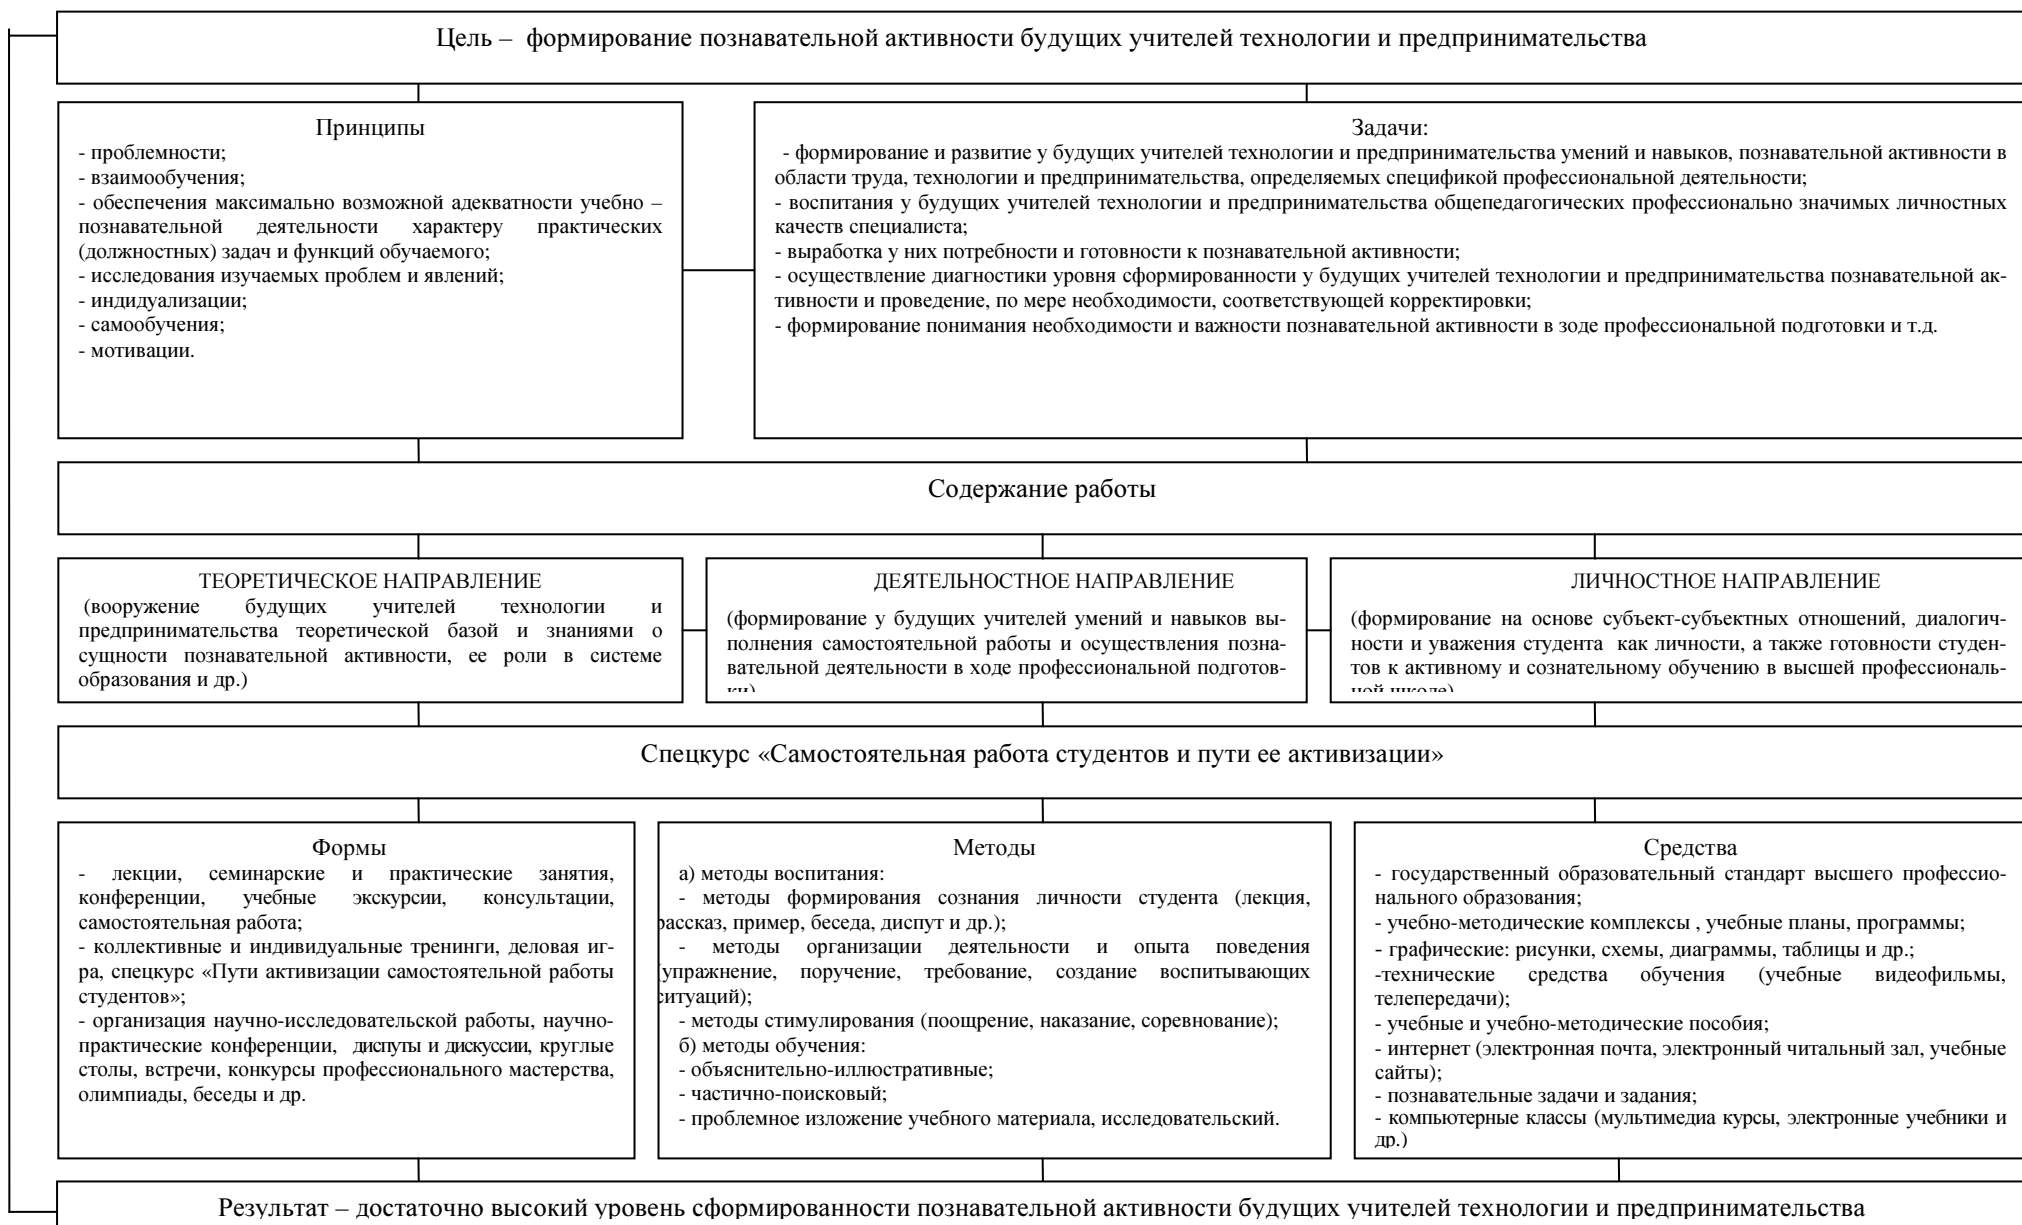 Цель – формирование познавательной активности будущих учителей технологии и предпринимательства
Принципы
- проблемности;
- взаимообучения;
- обеспечения максимально возможной адекватности учебно –
познавательной деятельности характеру практических
(должностных) задач и функций обучаемого;
- исследования изучаемых проблем и явлений;
- индидуализации;
- самообучения;
- мотивации.
Задачи:
- формирование и развитие у будущих учителей технологии и предпринимательства умений и навыков, познавательной активности в
области труда, технологии и предпринимательства, определяемых спецификой профессиональной деятельности;
- воспитания у будущих учителей технологии и предпринимательства общепедагогических профессионально значимых личностных
качеств специалиста;
- выработка у них потребности и готовности к познавательной активности;
- осуществление диагностики уровня сформированности у будущих учителей технологии и предпринимательства познавательной ак-
тивности и проведение, по мере необходимости, соответствующей корректировки;
- формирование понимания необходимости и важности познавательной активности в зоде профессиональной подготовки и т.д.
Содержание работы
ТЕОРЕТИЧЕСКОЕ НАПРАВЛЕНИЕ
(вооружение будущих учителей технологии и
предпринимательства теоретической базой и знаниями о
сущности познавательной активности, ее роли в системе
образования и др.)
ДЕЯТЕЛЬНОСТНОЕ НАПРАВЛЕНИЕ
(формирование у будущих учителей умений и навыков вы-
полнения самостоятельной работы и осуществления позна-
вательной деятельности в ходе профессиональной подготов-
ки)
ЛИЧНОСТНОЕ НАПРАВЛЕНИЕ
(формирование на основе субъект-субъектных отношений, диалогич-
ности и уважения студента как личности, а также готовности студен-
тов к активному и сознательному обучению в высшей профессиональ-
ной школе)
Спецкурс «Самостоятельная работа студентов и пути ее активизации»
Формы
- лекции, семинарские и практические занятия,
конференции, учебные экскурсии, консультации,
самостоятельная работа;
- коллективные и индивидуальные тренинги, деловая иг-
ра, спецкурс «Пути активизации самостоятельной работы
студентов»;
- организация научно-исследовательской работы, научно-
практические конференции, диспуты и дискуссии, круглые
столы, встречи, конкурсы профессионального мастерства,
олимпиады, беседы и др.
Методы
а) методы воспитания:
- методы формирования сознания личности студента (лекция,
рассказ, пример, беседа, диспут и др.);
- методы организации деятельности и опыта поведения
(упражнение, поручение, требование, создание воспитывающих
ситуаций);
- методы стимулирования (поощрение, наказание, соревнование);
б) методы обучения:
- объяснительно-иллюстративные;
- частично-поисковый;
- проблемное изложение учебного материала, исследовательский.
Средства
- государственный образовательный стандарт высшего профессио-
нального образования;
- учебно-методические комплексы , учебные планы, программы;
- графические: рисунки, схемы, диаграммы, таблицы и др.;
-технические средства обучения (учебные видеофильмы,
телепередачи);
- учебные и учебно-методические пособия;
- интернет (электронная почта, электронный читальный зал, учебные
сайты);
- познавательные задачи и задания;
- компьютерные классы (мультимедиа курсы, электронные учебники и
др.)
Результат – достаточно высокий уровень сформированности познавательной активности будущих учителей технологии и предпринимательства